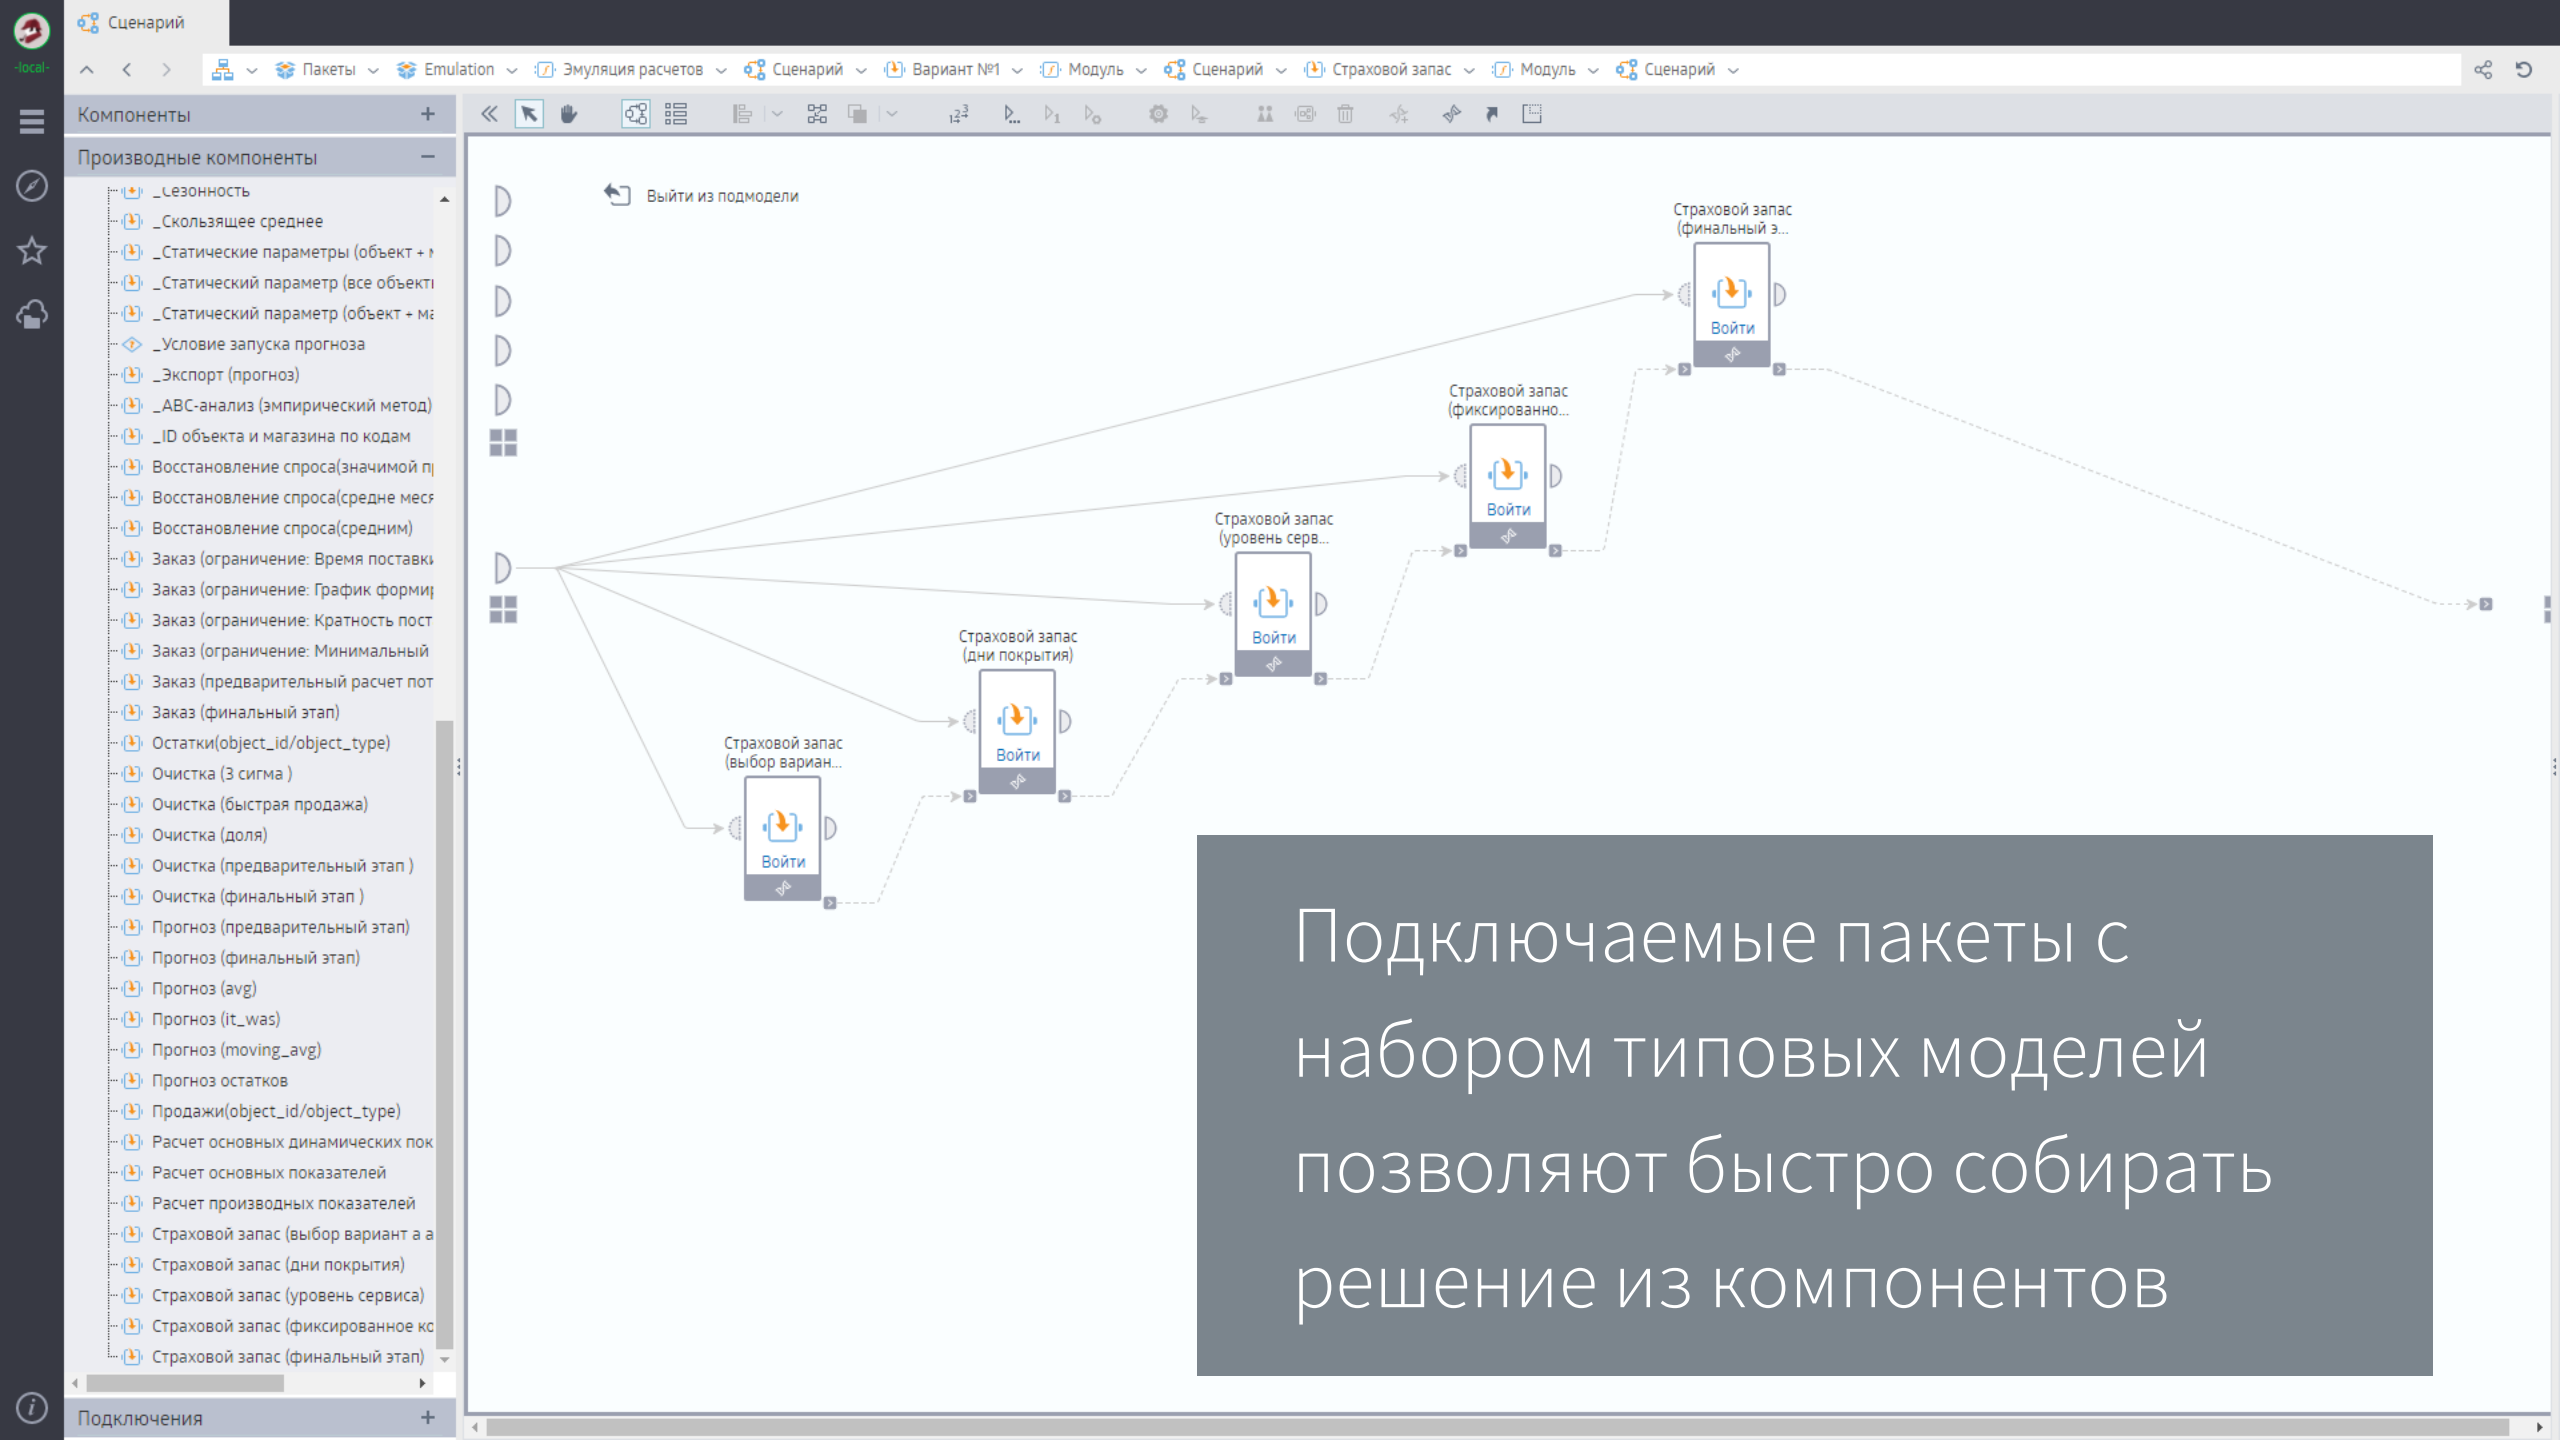 Сценарий
-local-
Пакеты
Emulation
Эмуляция расчетов
Сценарий
Вариант №1
Модуль
Сценарий
Страховой запас
Модуль
Сценарий
Компоненты
Производные компоненты
_Сезонность
_Скользящее среднее
_Статические параметры (объект +
_Статический параметр (все объект
_Статический параметр (объект + ма
_Условие запуска прогноза
_Экспорт (прогноз)
_ABC-анализ (эмпирический метод)
_ID объекта и магазина по кодам
Восстановление спроса(значимой п
Восстановление спроса(средне меся
Восстановление спроса(средним)
Заказ (ограничение: Время поставки
Заказ (ограничение: График формир
Заказ (ограничение: Кратность пост
Заказ (ограничение: Минимальный
Заказ (предварительный расчет пот
Заказ (финальный этап)
Остатки(object_id/object_type)
Очистка (3 сигма )
Очистка (быстрая продажа)
Очистка (доля)
Очистка (предварительный этап )
Очистка (финальный этап )
Прогноз (предварительный этап)
Прогноз (финальный этап)
Прогноз (avg)
Прогноз (it_was)
Прогноз (moving_avg)
Прогноз остатков
Продажи(object_id/object_type)
Расчет основных динамических пок
Расчет основных показателей
Расчет производных показателей
Страховой запас (выбор вариант а а
Страховой запас (дни покрытия)
Страховой запас (уровень сервиса)
Страховой запас (фиксированное ко
Страховой запас (финальный этап)
Подключения
Выйти из подмодели
Страховой запас
(финальный э...
Войти
Страховой запас
(фиксированно...
Войти
Страховой запас
(уровень серв...
Войти
Страховой запас
(дни покрытия)
Войти
Страховой запас
(выбор вариан...
Войти
Подключаемые пакеты с
набором типовых моделей
позволяют быстро собирать
решение из компонентов